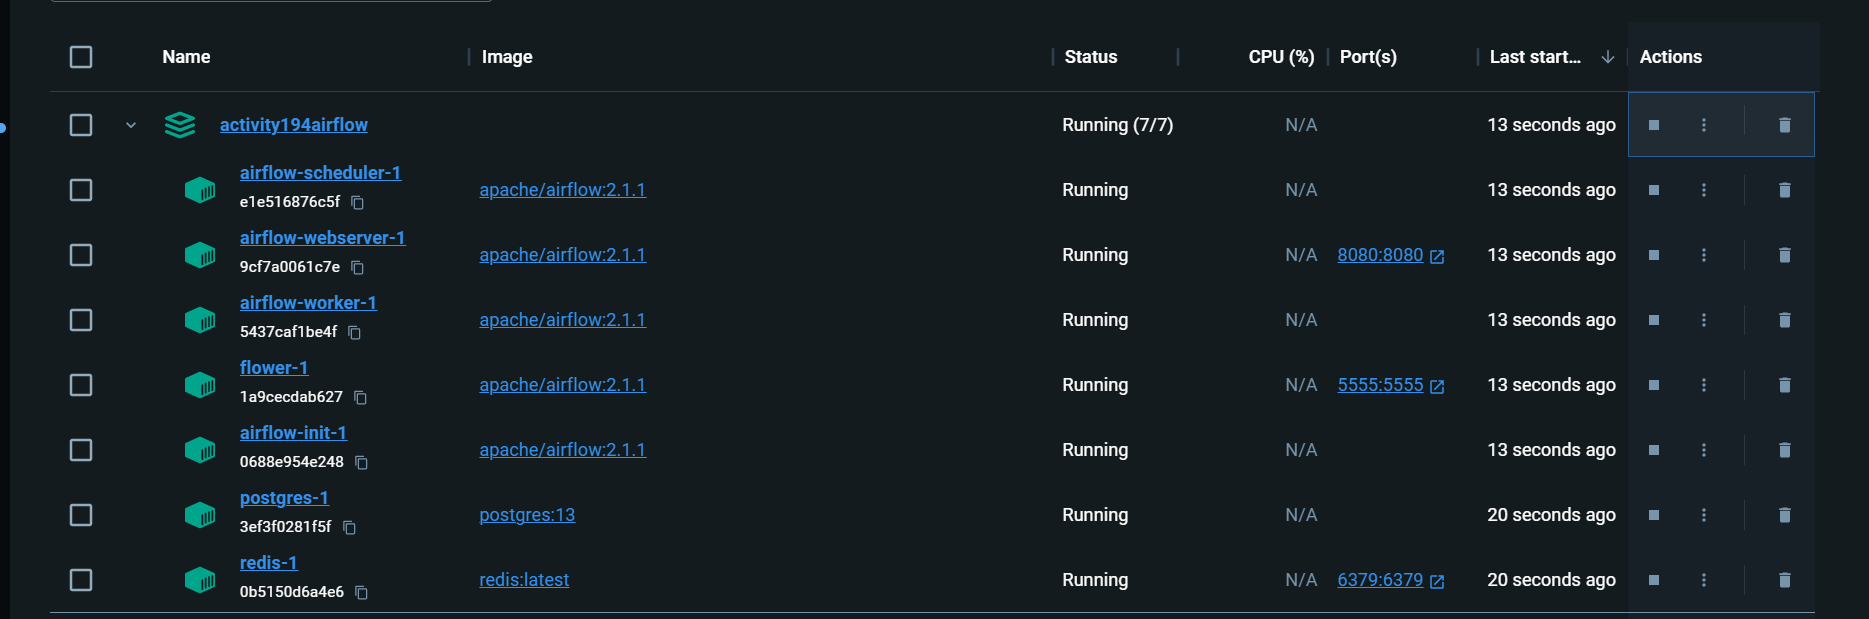 Name Image Status CPU (%) Port(s) Last start... Actions
activity194airflow Running (7/7) N/A 13 seconds ago
airflow-scheduler-1 apache/airflow:2.1.1 Running N/A 13 seconds ago
e1e516876c5f
airflow-webserver-1 apache/airflow:2.1.1 Running N/A 8080:8080 13 seconds ago
9cf7a0061c7e
airflow-worker-1 apache/airflow:2.1.1 Running N/A 13 seconds ago
5437caf1be4f
flower-1 apache/airflow:2.1.1 Running N/A 5555:5555 13 seconds ago
1a9cecdab627
airflow-init-1 apache/airflow:2.1.1 Running N/A 13 seconds ago
0688e954e248
postgres-1 postgres:13 Running N/A 20 seconds ago
3ef3f0281f5f
redis-1 redis:latest Running N/A 6379:6379 20 seconds ago
0b5150d6a4e6